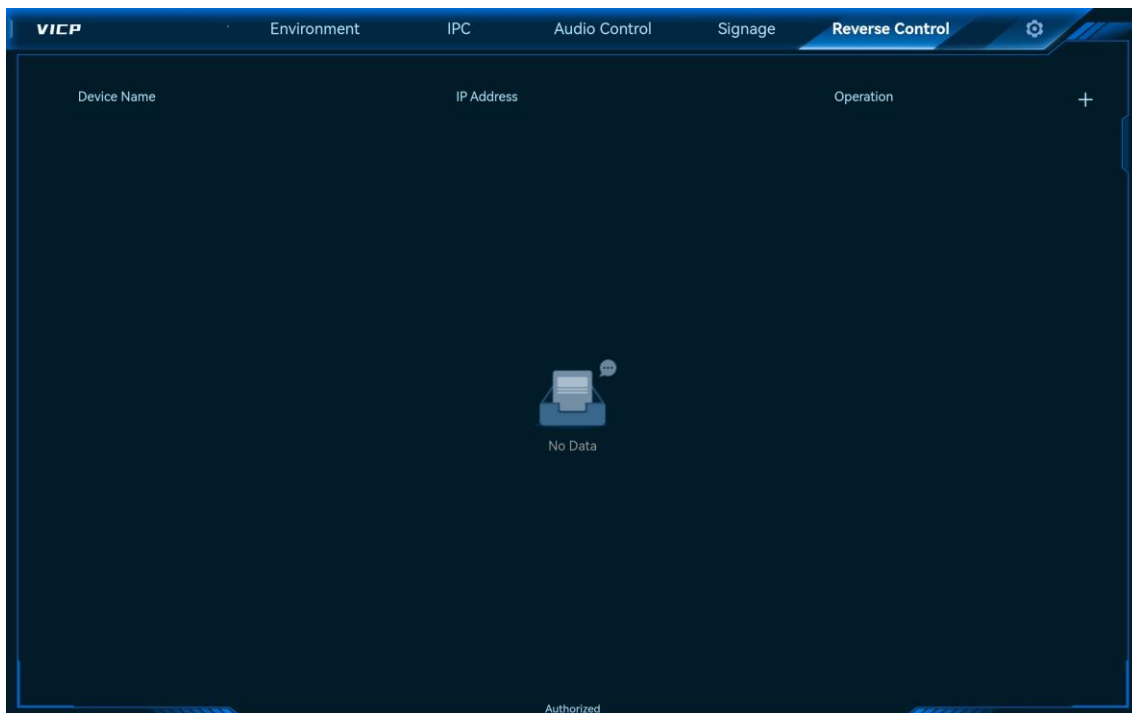 VICP Environment IPC Audio Control Signage Reverse Control
Device Name IP Address Operation +
No Data
Authorized